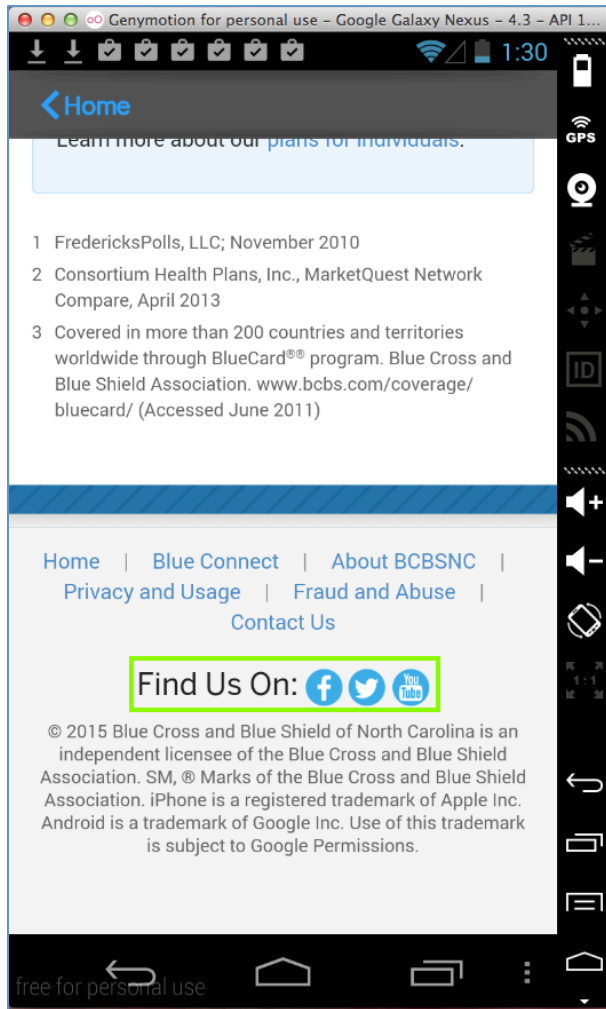 Genymotion for personal use – Google Galaxy Nexus – 4.3 – API 1...
1:30
Home
Learn more about our plans for individuals.
GPS
1 FredericksPolls, LLC; November 2010
2 Consortium Health Plans, Inc., MarketQuest Network
Compare, April 2013
3 Covered in more than 200 countries and territories
worldwide through BlueCard®® program. Blue Cross and
Blue Shield Association. www.bcbs.com/coverage/
bluecard/ (Accessed June 2011)
ID
Home | Blue Connect | About BCBSNC |
Privacy and Usage | Fraud and Abuse |
Contact Us
Find Us On: f You Tube
1:1
© 2015 Blue Cross and Blue Shield of North Carolina is an
independent licensee of the Blue Cross and Blue Shield
Association. SM, ® Marks of the Blue Cross and Blue Shield
Association. iPhone is a registered trademark of Apple Inc.
Android is a trademark of Google Inc. Use of this trademark
is subject to Google Permissions.
free for personal use